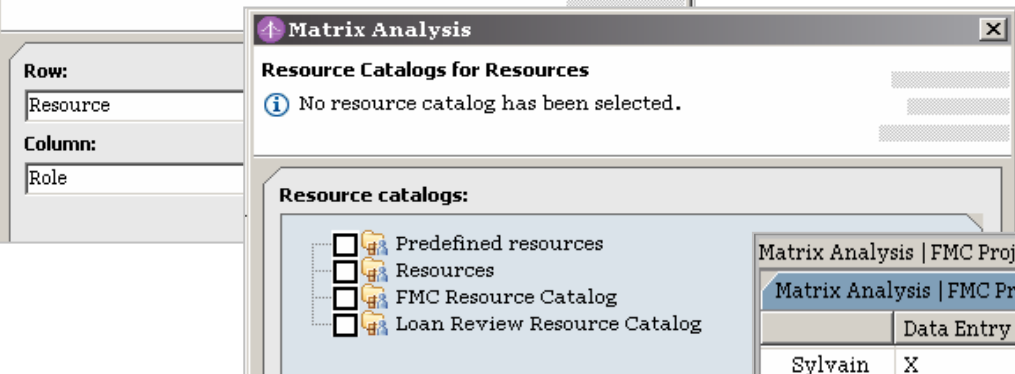 Row:
Resource
Column:
Role
Matrix Analysis
Resource Catalogs for Resources
No resource catalog has been selected.
Resource catalogs:
Predefined resources
Resources
FMC Resource Catalog
Loan Review Resource Catalog
Matrix Analysis | FMC Proj
Matrix Analysis | FMC Pr
Data Entry
Sylvain X